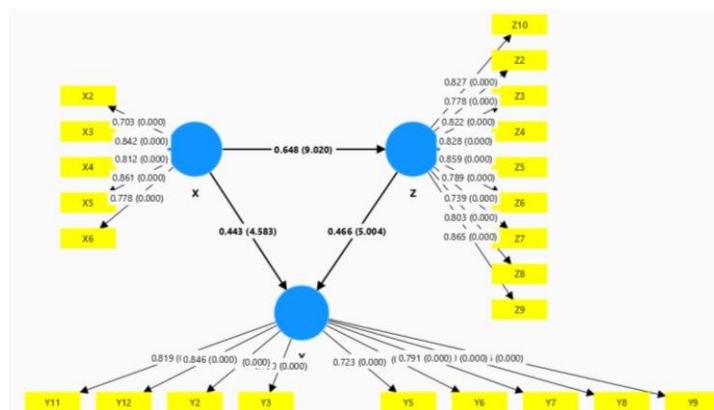 Z10
X2
0.827 (0.000)
Z2
0.778 (0.000)
0.703 (0.000)
0.822 (0.000)
Z3
X3
0.842 (0.000)
0.828 (0.000)
Z4
0.648 (9.020)
X4
0.812 (0.000)
0.859 (0.000)
Z5
0.861 (0.000)
0.789 (0.000)
X5
0.778 (0.000)
X
Z
0.739 (0.000)
Z6
0.803 (0.000)
X6
0.443 (4.583)
0.466 (5.004)
0.865 (0.000)
Z7
Z8
Z9
0.819
0.846 (0.000)
(0.000)
(0.000)
0.723 (0.000)
0.791 (0.000)
(0.000)
(0.000)
Y11
Y12
Y2
Y3
Y5
Y6
Y7
Y8
Y9